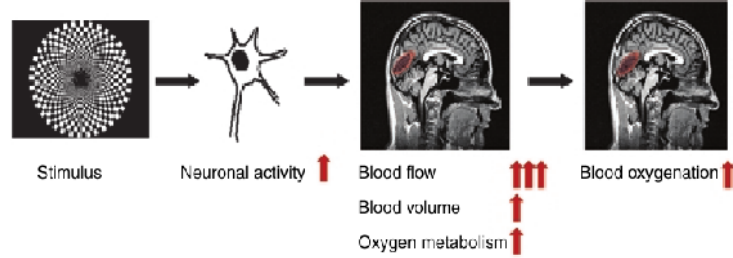 Stimulus
Neuronal activity
Blood flow
Blood volume
Oxygen metabolism
Blood oxygenation